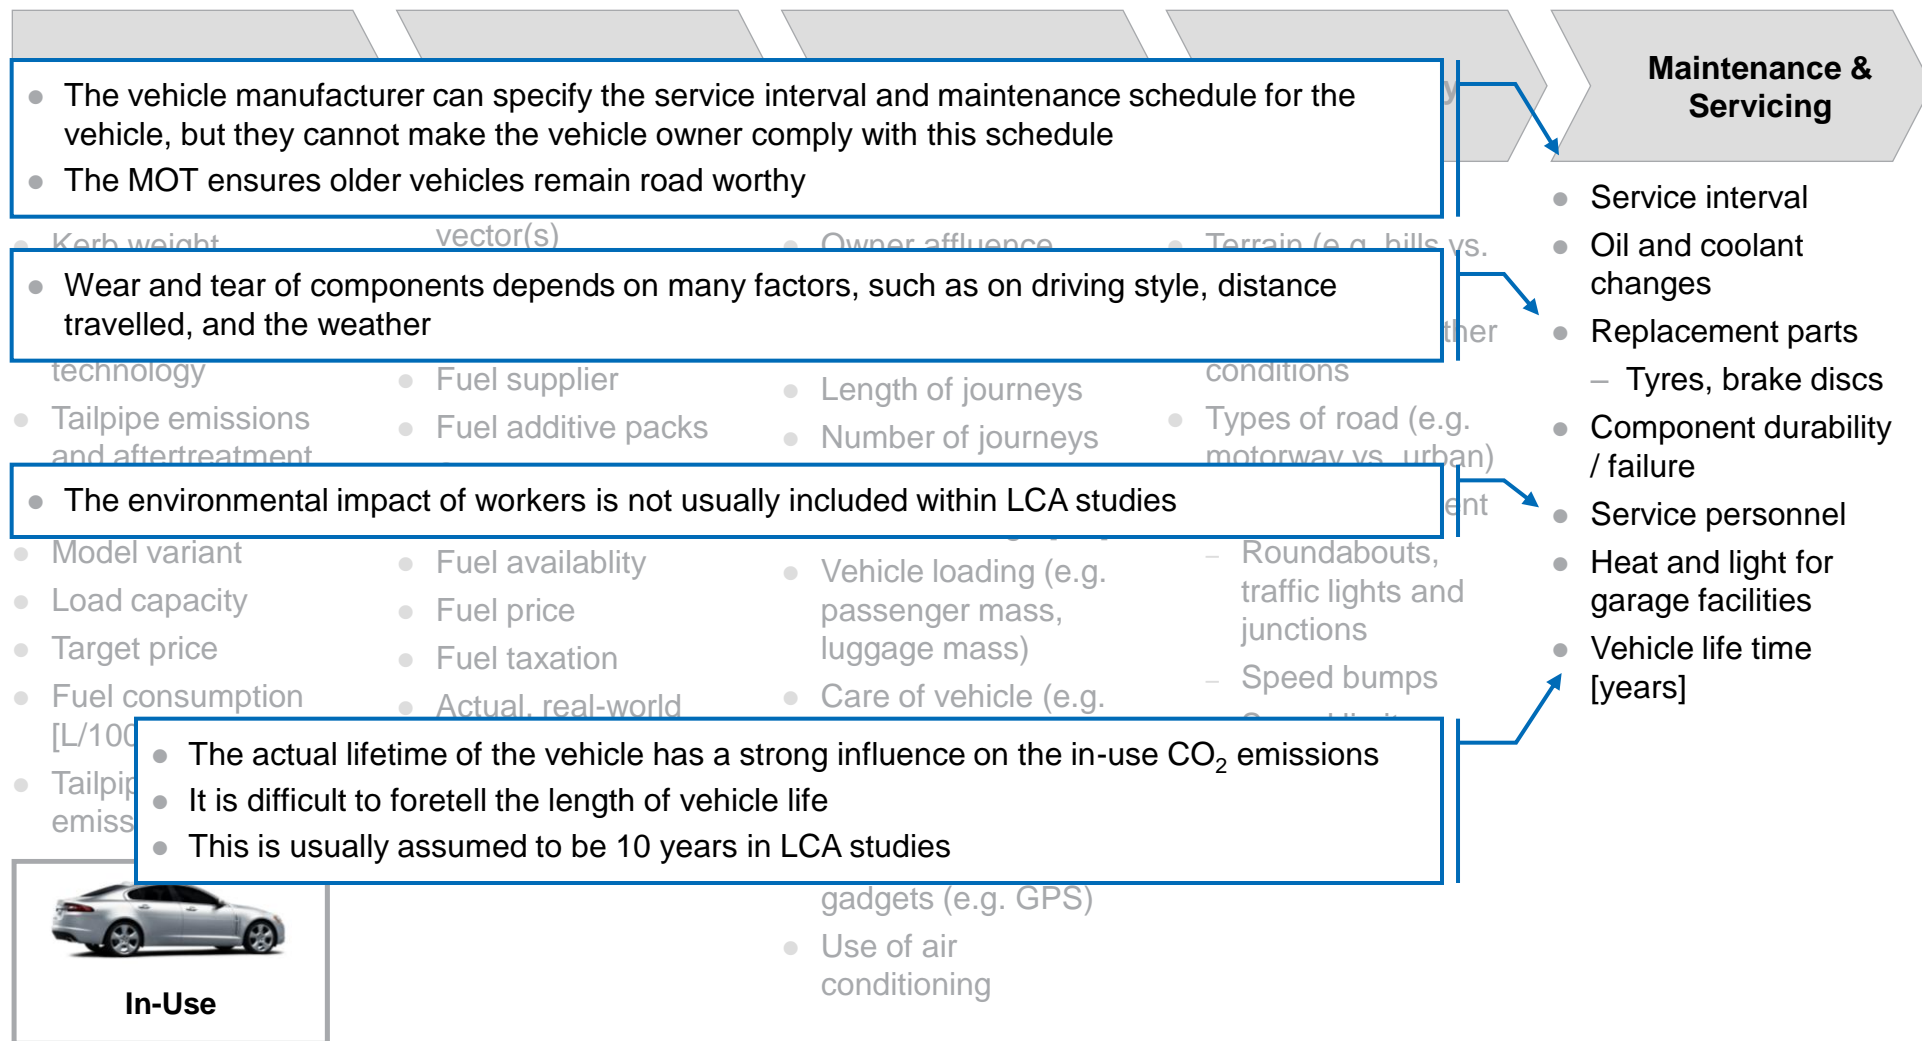 Maintenance &
Servicing
● The vehicle manufacturer can specify the service interval and maintenance schedule for the
vehicle, but they cannot make the vehicle owner comply with this schedule
● The MOT ensures older vehicles remain road worthy
● Wear and tear of components depends on many factors, such as on driving style, distance
travelled, and the weather
● The environmental impact of workers is not usually included within LCA studies
● The actual lifetime of the vehicle has a strong influence on the in-use CO₂ emissions
● It is difficult to foretell the length of vehicle life
● This is usually assumed to be 10 years in LCA studies
● Kerb weight
technology
● Tailpipe emissions
and aftertreatment
● Model variant
● Load capacity
● Target price
● Fuel consumption
[L/100
● Tailpip
emiss
vector(s)
● Fuel supplier
● Fuel additive packs
● Fuel availablity
● Fuel price
● Fuel taxation
● Actual, real-world
● Owner affluence
● Length of journeys
● Number of journeys
● Vehicle loading (e.g.
passenger mass,
luggage mass)
● Care of vehicle (e.g.
gadgets (e.g. GPS)
● Use of air
conditioning
y
● Terrain (e.g. hills vs.
ther
conditions
● Types of road (e.g.
motorway vs. urban)
ent
– Roundabouts,
traffic lights and
junctions
– Speed bumps
● Service interval
● Oil and coolant
changes
● Replacement parts
– Tyres, brake discs
● Component durability
/ failure
● Service personnel
● Heat and light for
garage facilities
● Vehicle life time
[years]
In-Use